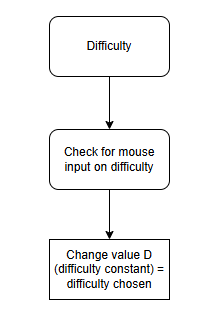 Difficulty
Check for mouse
input on difficulty
Change value D
(difficulty constant) =
difficulty chosen